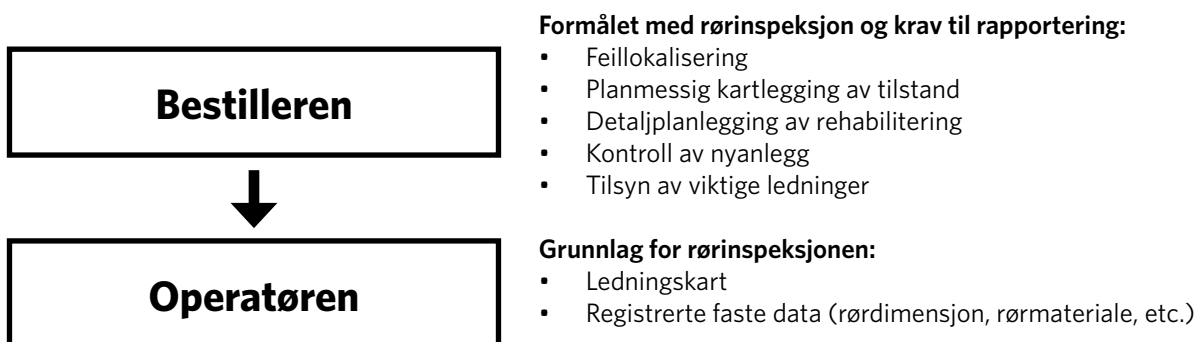 Formålet med rørinspeksjon og krav til rapportering:
Bestilleren
• Feillokalisering
• Planmessig kartlegging av tilstand
• Detaljplanlegging av rehabilitering
• Kontroll av nyanlegg
• Tilsyn av viktige ledninger
Operatøren
Grunnlag for rørinspeksjonen:
• Ledningskart
• Registrerte faste data (rørdimensjon, rørmateriale, etc.)